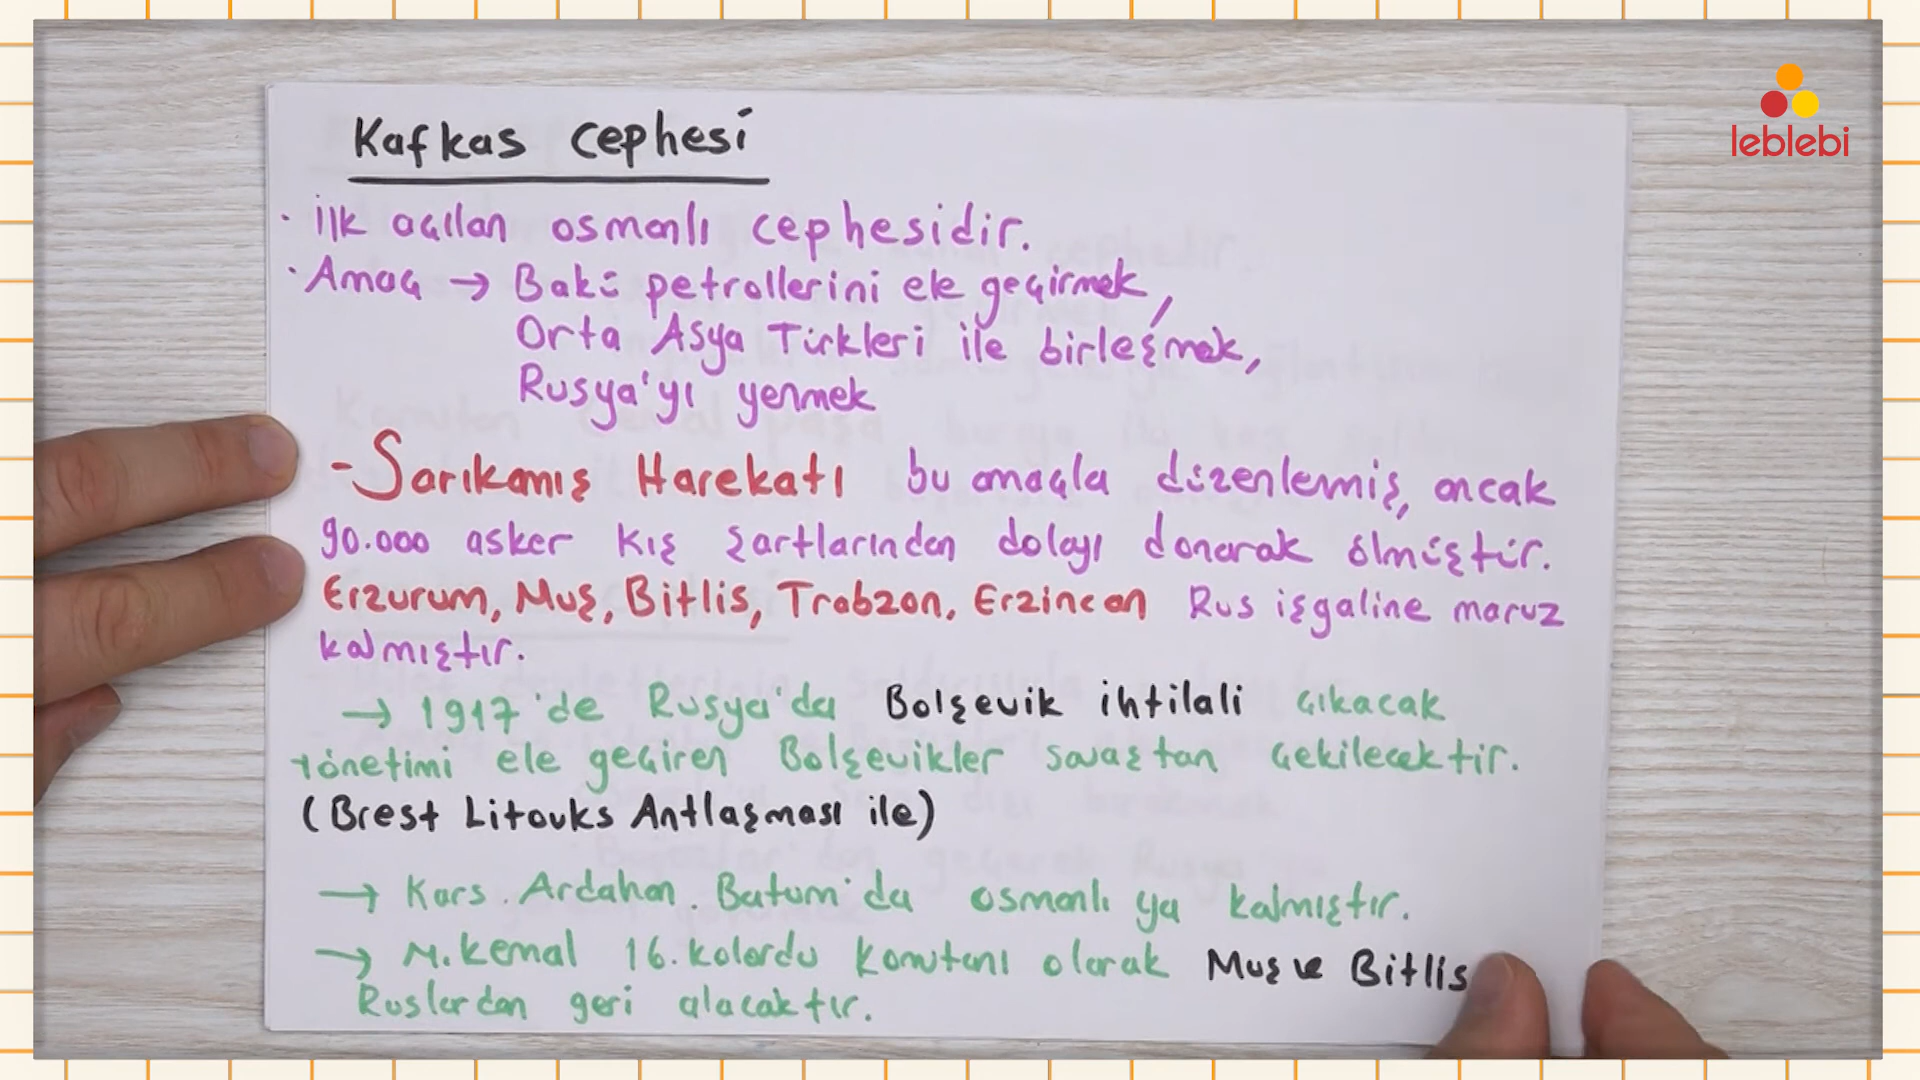 Kafkas Cephesi
leblebi
· İlk açılan osmanlı cephesidir.
· Amaç → Bakü petrollerini ele geçirmek,
Orta Asya Türkleri ile birleşmek,
Rusya'yı yenmek
- Sarıkamış Harekatı bu amaçla düzenlemiş, ancak
90.000 asker kış şartlarından dolayı donarak ölmüştür.
Erzurum, Muş, Bitlis, Trabzon, Erzincan Rus işgaline maruz
kalmıştır.
→ 1917'de Rusya'da Bolşevik ihtilali çıkacak
Yönetimi ele geçiren Bolşevikler savaştan çekilecektir.
(Brest Litovks Antlaşması ile)
→ Kars. Ardahan. Batum'da osmanlı ya kalmıştır.
→ M. Kemal 16. kolordu komutanı olarak Muş ve Bitlis
Ruslardan geri alacaktır.